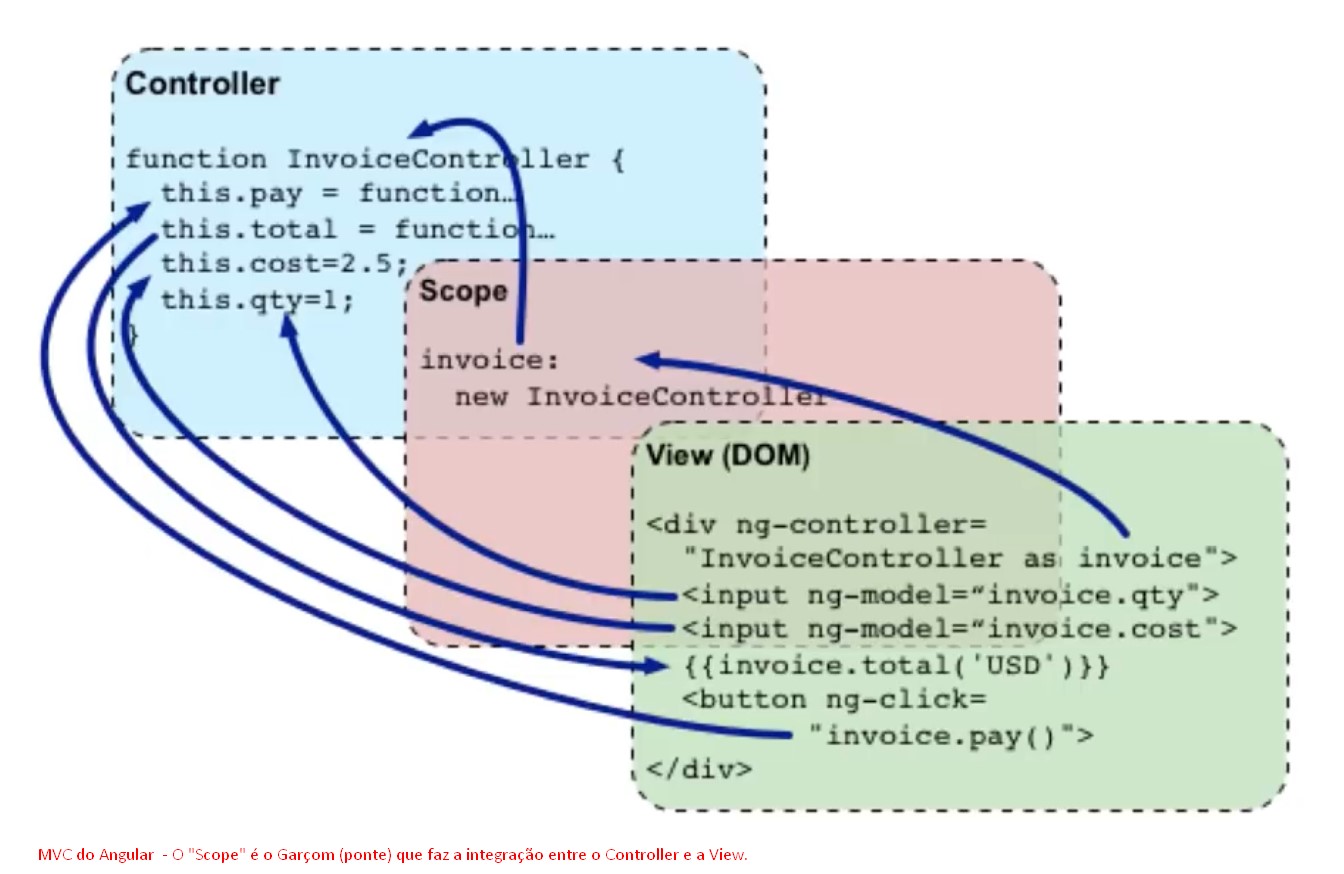 Controller
function InvoiceController {
  this.pay = function…
  this.total = function…
  this.cost=2.5;
  this.qty=1;
}
Scope
invoice:
  new InvoiceController
View (DOM)
<div ng-controller=
  "InvoiceController as invoice">
  <input ng-model=“invoice.qty">
  <input ng-model=“invoice.cost">
  {{invoice.total('USD')}}
  <button ng-click=
         "invoice.pay()">
</div>
MVC do Angular  - O "Scope" é o Garçom (ponte) que faz a integração entre o Controller e a View.